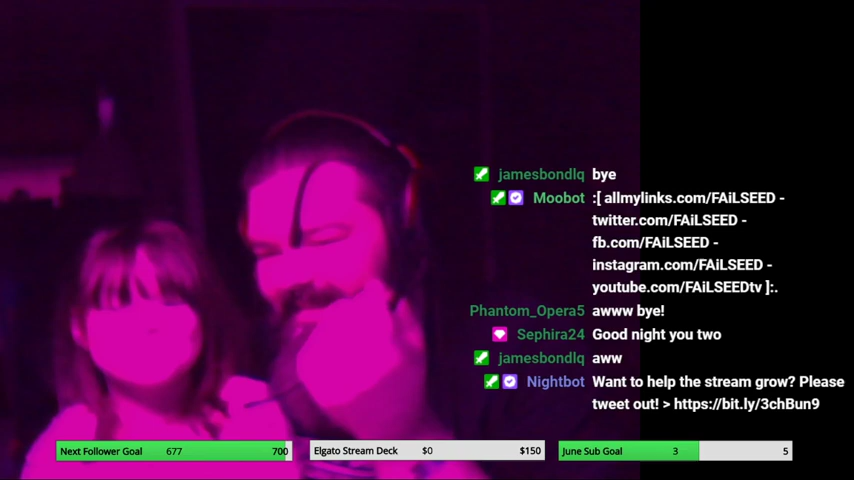 jamesbondlq bye
Moobot :[ allmylinks.com/FAiLSEED -
twitter.com/FAiLSEED -
fb.com/FAiLSEED -
instagram.com/FAiLSEED -
youtube.com/FAiLSEEDtv ]:.
Phantom_Opera5 awww bye!
Sephira24 Good night you two
jamesbondlq aww
Nightbot Want to help the stream grow? Please
tweet out! > https://bit.ly/3chBun9
Next Follower Goal 677 700 Elgato Stream Deck $0 $150 June Sub Goal 3 5